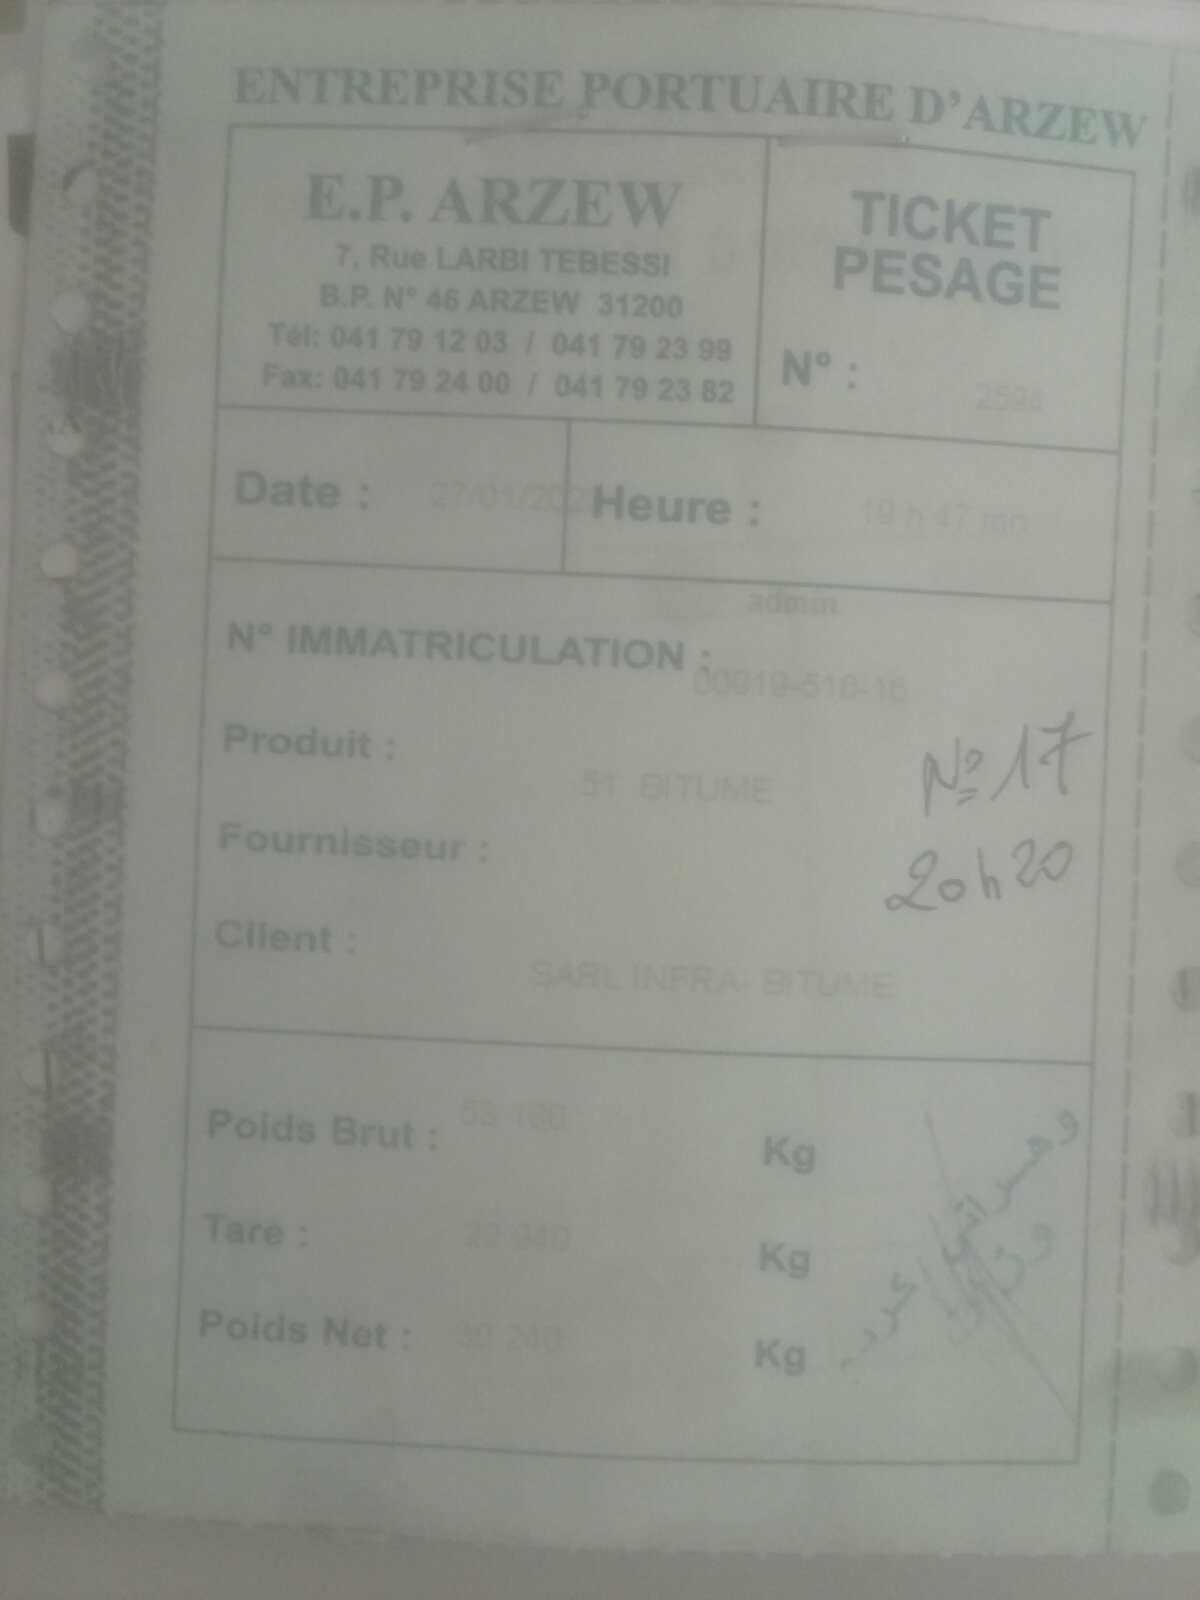 ENTREPRISE PORTUAIRE D'ARZEW
E.P. ARZEW
7, Rue LARBI TEBESSI
B.P. N° 46 ARZEW 31200
Tél: 041 79 12 03 / 041 79 23 99
Fax: 041 79 24 00 / 041 79 23 82
TICKET
PESAGE
N° : 2594
Date : 27/01/202
Heure : 19 h 47 mn
admin
N° IMMATRICULATION :
00919-516-16
Produit :
51 BITUME
N° 17
Fournisseur :
20h20
Client :
SARL INFRA- BITUME
Poids Brut : 53 180 Kg
Tare : 22 940 Kg
Poids Net : 30 240 Kg
وهراني